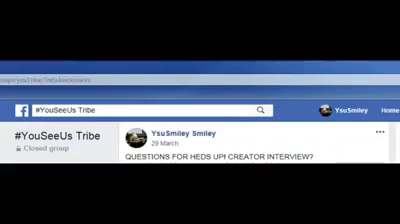 #YouSeeUs Tribe
YsuSmiley
Home
#YouSeeUs Tribe
Closed group
YsuSmiley Smiley
29 March
QUESTIONS FOR HEDS UP! CREATOR INTERVIEW?